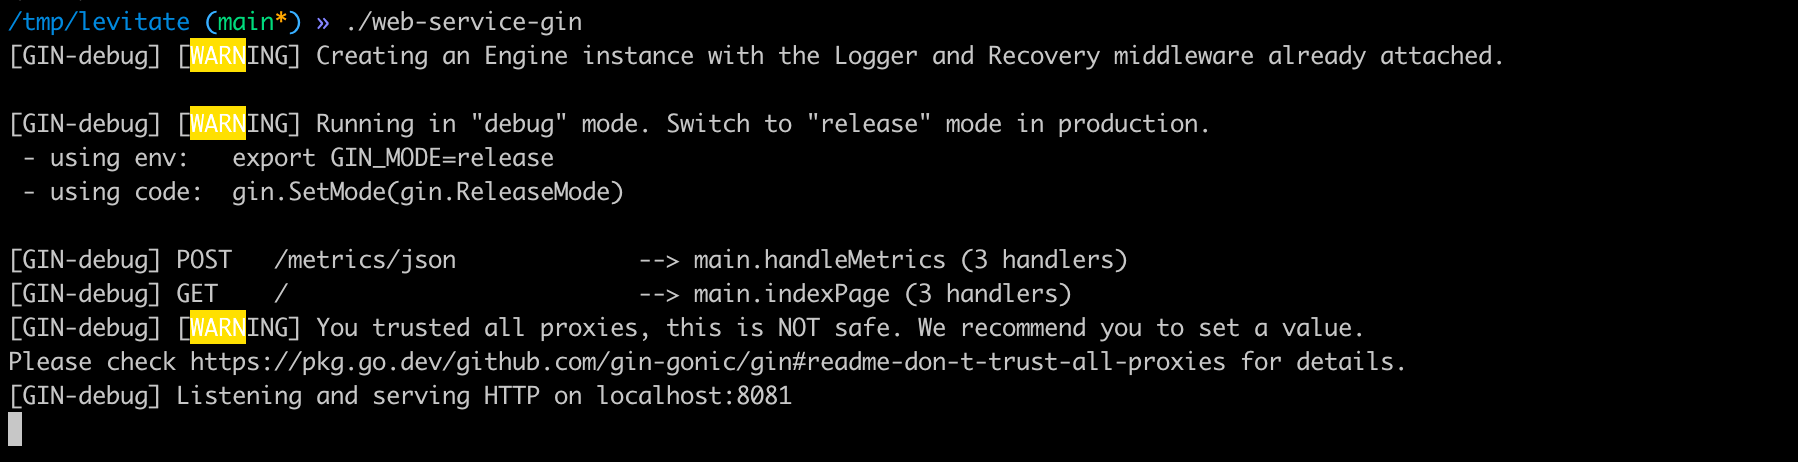 /tmp/levitate (main*) » ./web-service-gin
[GIN-debug] [WARNING] Creating an Engine instance with the Logger and Recovery middleware already attached.
[GIN-debug] [WARNING] Running in "debug" mode. Switch to "release" mode in production.
 - using env:   export GIN_MODE=release
 - using code:  gin.SetMode(gin.ReleaseMode)
[GIN-debug] POST   /metrics/json             --> main.handleMetrics (3 handlers)
[GIN-debug] GET    /                         --> main.indexPage (3 handlers)
[GIN-debug] [WARNING] You trusted all proxies, this is NOT safe. We recommend you to set a value.
Please check https://pkg.go.dev/github.com/gin-gonic/gin#readme-don-t-trust-all-proxies for details.
[GIN-debug] Listening and serving HTTP on localhost:8081